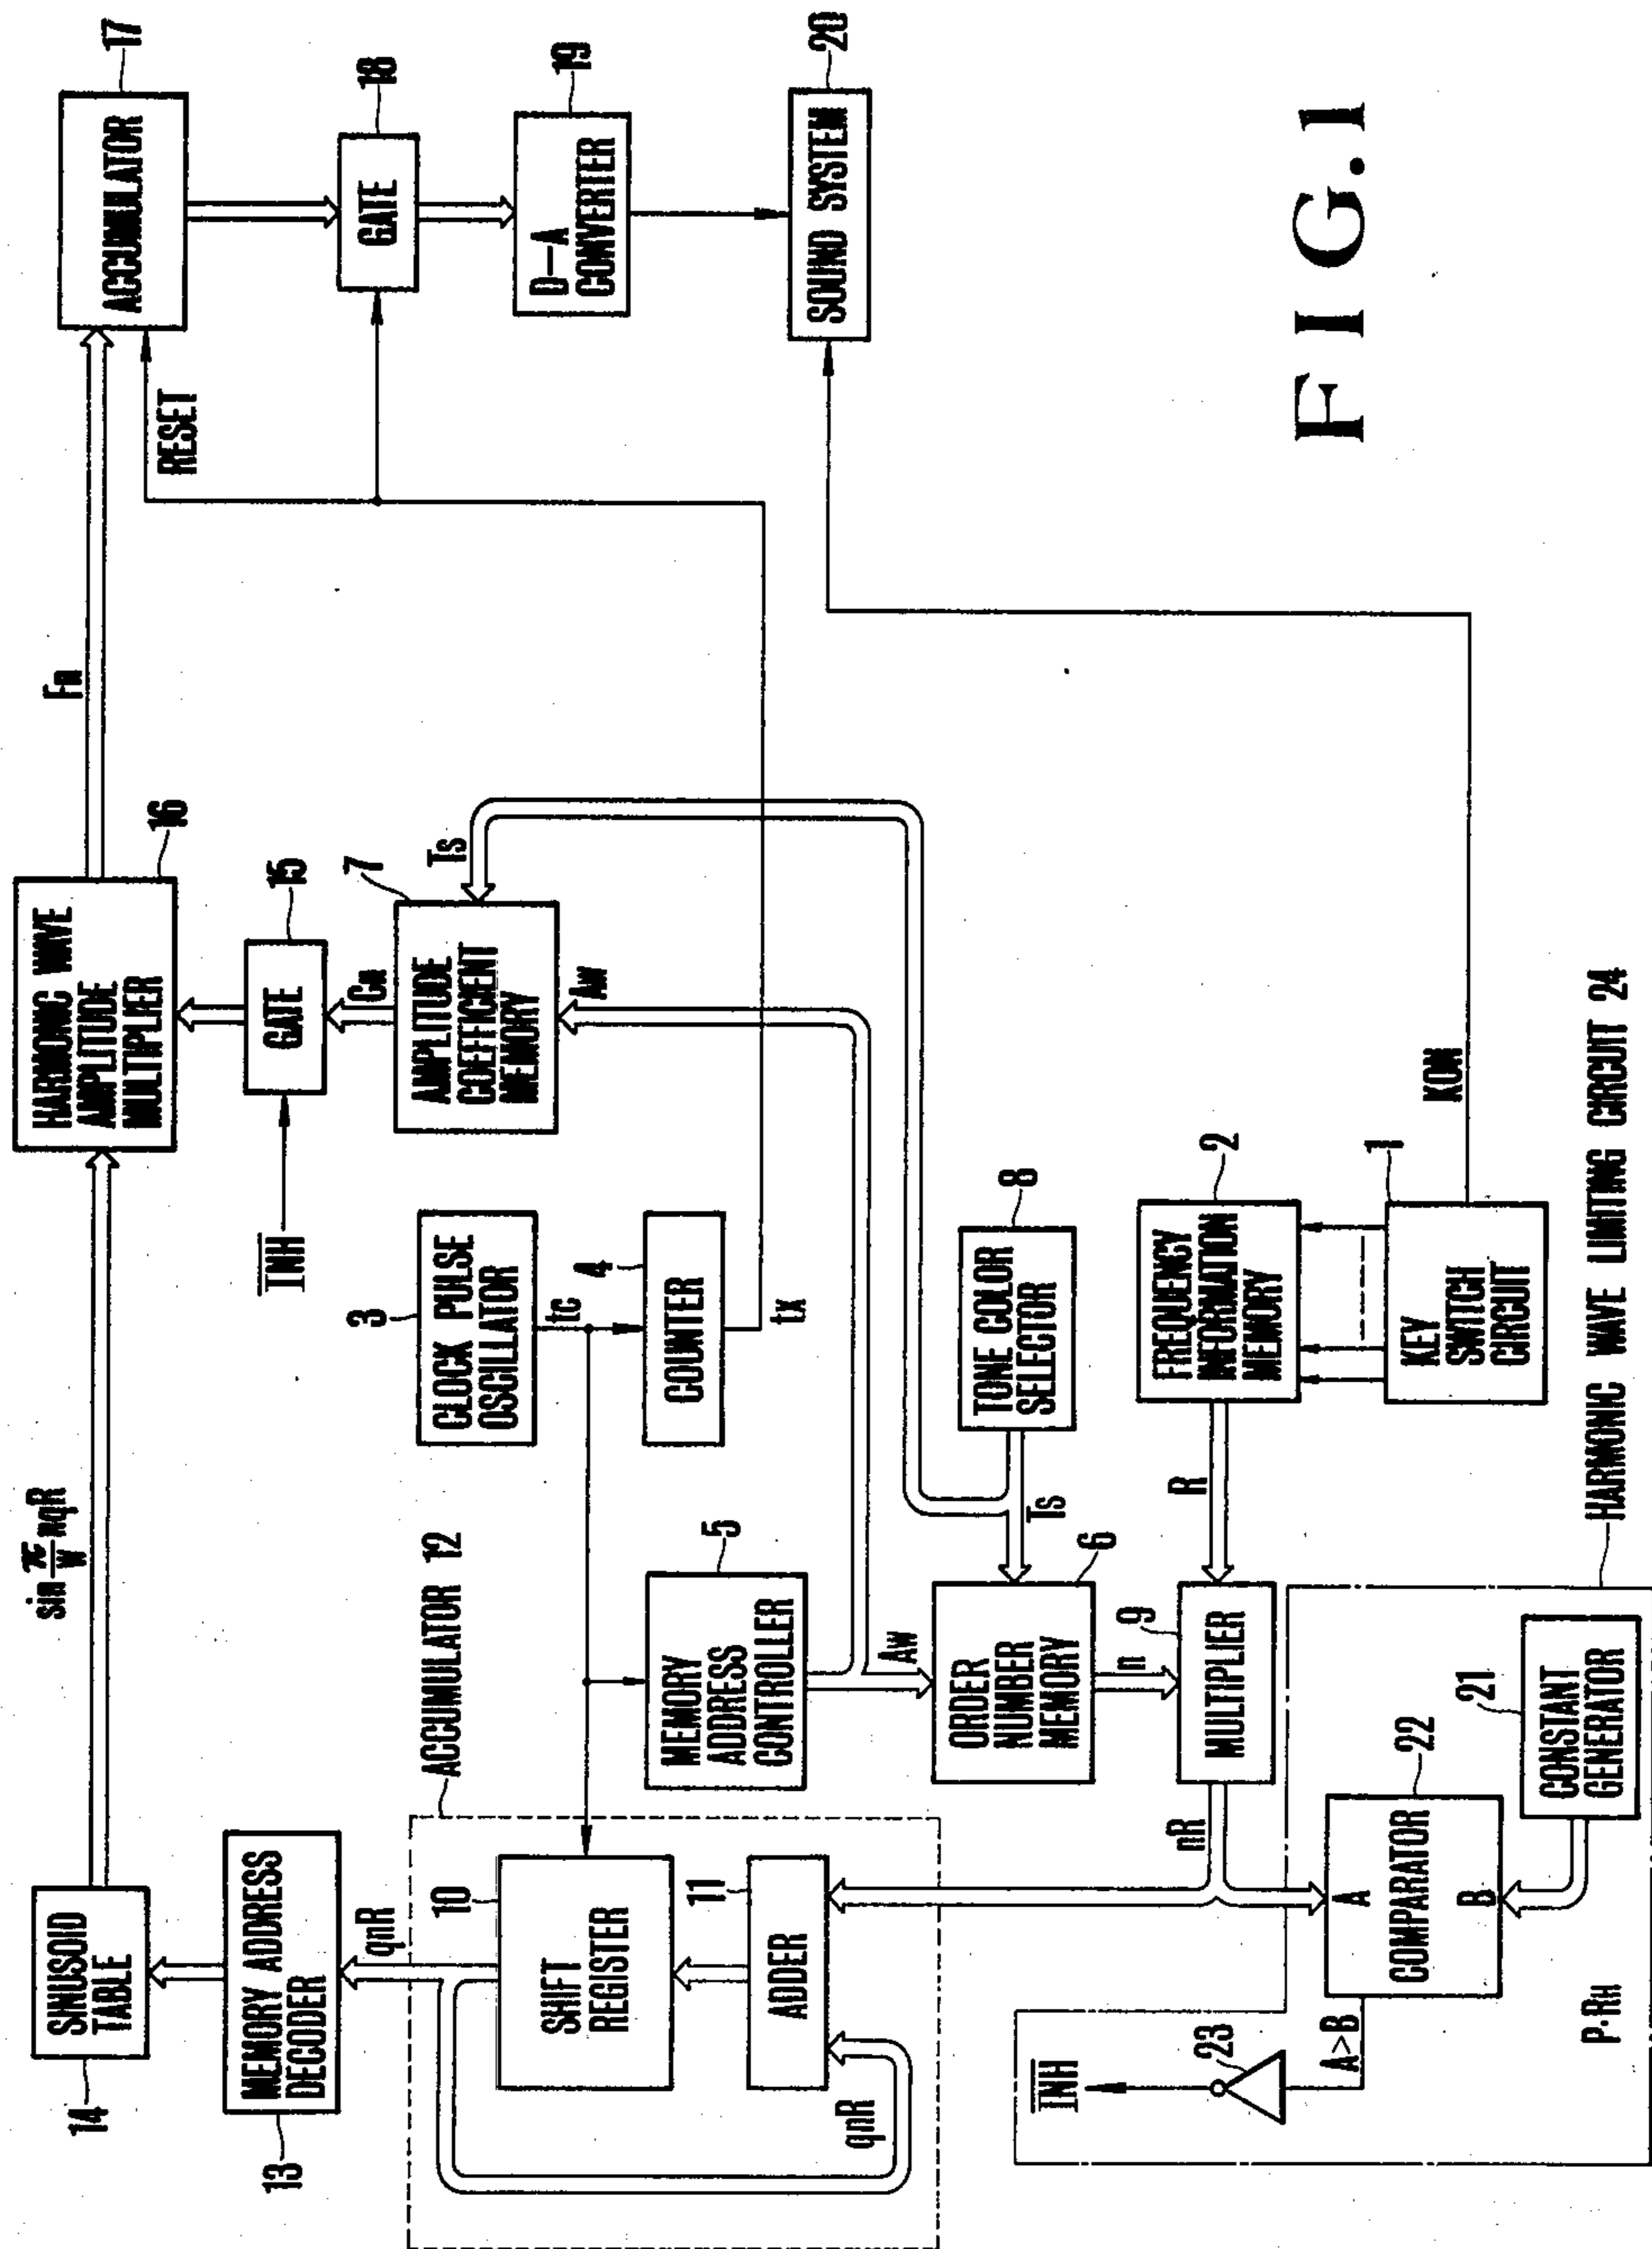 sin π/W nqR
Fn
SINUSOID
TABLE
14
HARMONIC WAVE
AMPLITUDE
MULTIPLIER
16
ACCUMULATOR
17
RESET
MEMORY ADDRESS
DECODER
13
qnR
INH
GATE
15
Cn
GATE
18
ACCUMULATOR 12
3
CLOCK PULSE
OSCILLATOR
tc
AMPLITUDE
COEFFICIENT
MEMORY
7
Ts
Aw
D-A
CONVERTER
19
10
SHIFT
REGISTER
4
COUNTER
tx
11
ADDER
qnR
MEMORY
ADDRESS
CONTROLLER
5
Aw
SOUND SYSTEM
20
ORDER
NUMBER
MEMORY
6
Ts
TONE COLOR
SELECTOR
8
n
nR
MULTIPLIER
9
R
FREQUENCY
INFORMATION
MEMORY
2
INH
23
A>B
A
COMPARATOR
B
22
P·RH
CONSTANT
GENERATOR
21
KEY
SWITCH
CIRCUIT
1
KON
HARMONIC WAVE LIMITING CIRCUIT 24
FIG.1